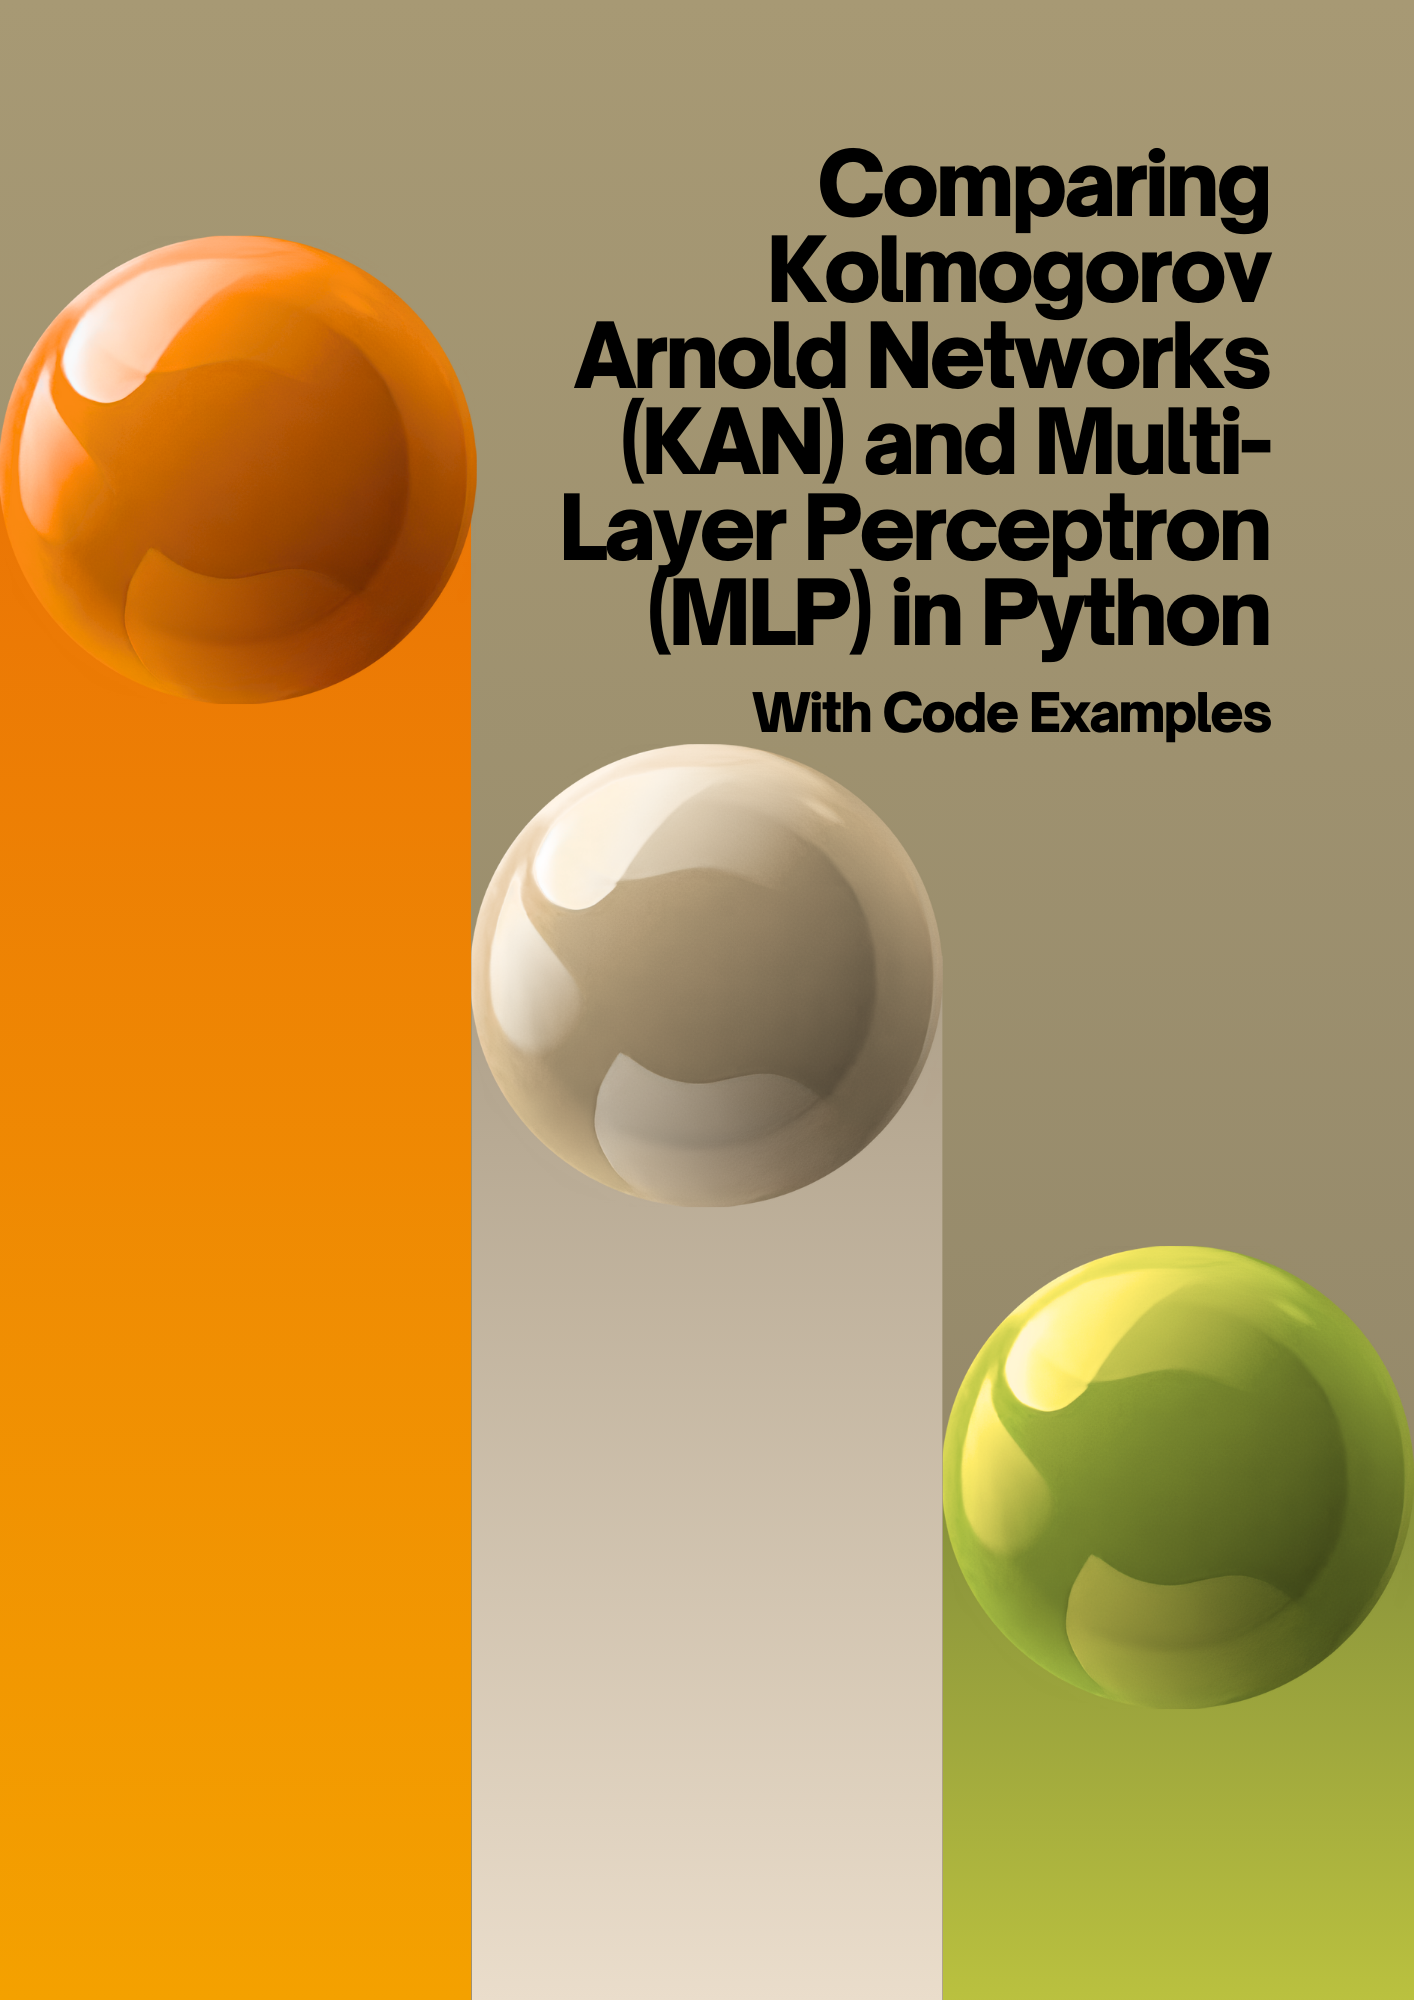 Comparing
Kolmogorov
Arnold Networks
(KAN) and Multi-
Layer Perceptron
(MLP) in Python
With Code Examples